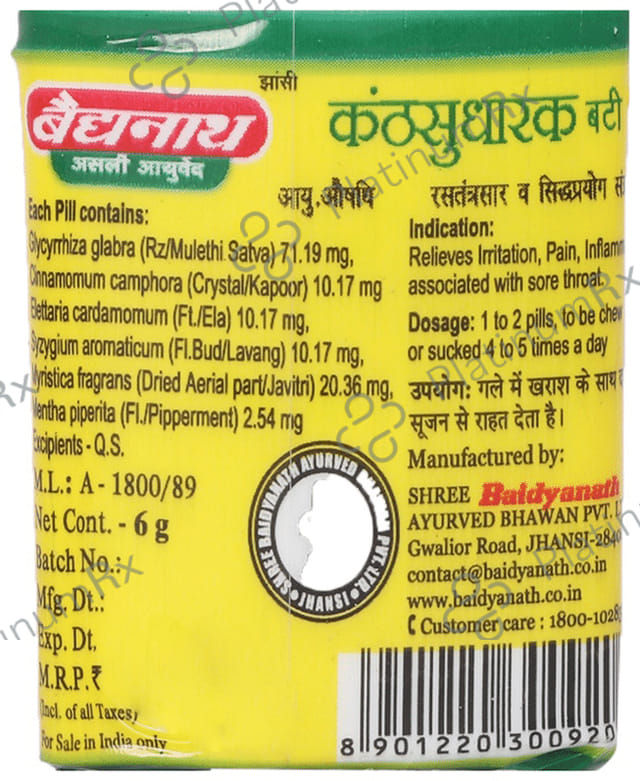 झांसी
बैद्यनाथ
असली आयुर्वेद
कंठसुधारक बटी
आयु. औषधि
रसतंत्रसार व सिद्धप्रयोग
Each Pill contains:
Glycyrrhiza glabra (Rz/Mulethi Satva) 71.19 mg,
Cinnamomum camphora (Crystal/Kapoor) 10.17 mg
Elettaria cardamomum (Ft./Ela) 10.17 mg,
Syzygium aromaticum (Fl.Bud/Lavang) 10.17 mg,
Myristica fragrans (Dried Aerial part/Javitri) 20.36 mg,
Mentha piperita (Fl./Pipperment) 2.54 mg
Excipients - Q.S.
M.L.: A - 1800/89
Net Cont. - 6 g
Batch No.:
Mfg. Dt.:
Exp. Dt.
M.R.P.₹
(Incl. of all Taxes)
For Sale in India only
Indication:
Relieves Irritation, Pain,
associated with sore throat
Dosage: 1 to 2 pills, to be
or sucked 4 to 5 times a day
उपयोग: गले में खराश के साथ
सूजन से राहत देता है।
Manufactured by:
SHREE Baidyanath
AYURVED BHAWAN PVT.
Gwalior Road, JHANSI-2840
contact@baidyanath.co.in
www.baidyanath.co.in
Customer care : 1800-1028
SHREE BAIDYANATH AYURVED BHAWAN PVT. LTD. JHANSI
8 901220 300920
PlatinumRx